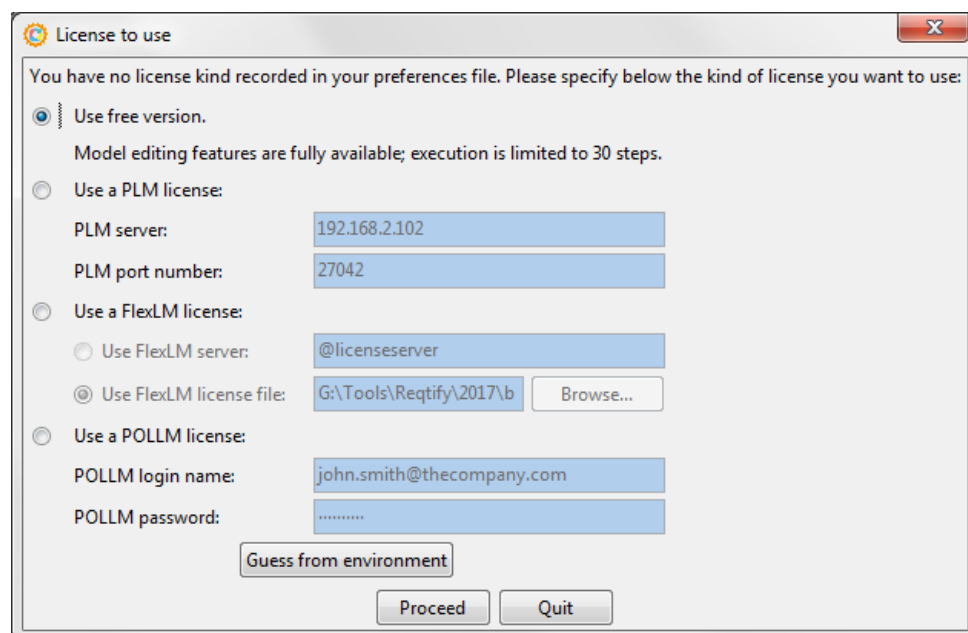 License to use
You have no license kind recorded in your preferences file. Please specify below the kind of license you want to use:
Use free version.
Model editing features are fully available; execution is limited to 30 steps.
Use a PLM license:
PLM server: 192.168.2.102
PLM port number: 27042
Use a FlexLM license:
Use FlexLM server: @licenseserver
Use FlexLM license file: G:\Tools\Reqtify\2017\b Browse...
Use a POLLM license:
POLLM login name: john.smith@thecompany.com
POLLM password: ··········
Guess from environment
Proceed Quit